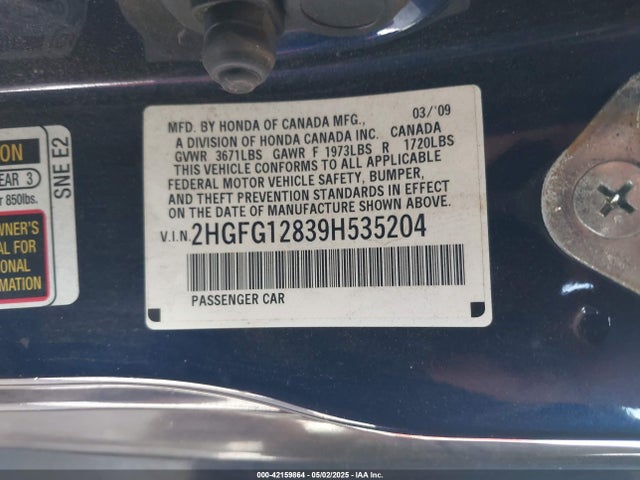 03/'09
MFD. BY HONDA OF CANADA MFG.,
A DIVISION OF HONDA CANADA INC. CANADA
GVWR 3671LBS GAWR F 1973LBS R 1720LBS
THIS VEHICLE CONFORMS TO ALL APPLICABLE
FEDERAL MOTOR VEHICLE SAFETY, BUMPER,
AND THEFT PREVENTION STANDARDS IN EFFECT
ON THE DATE OF MANUFACTURE SHOWN ABOVE.
V.I.N. 2HGFG12839H535204
PASSENGER CAR
ION
EAR 3
r 850lbs.
WNER'S
AL FOR
ONAL
MATION
SNE E2
000-42159864 - 05/02/2025 - IAA Inc.